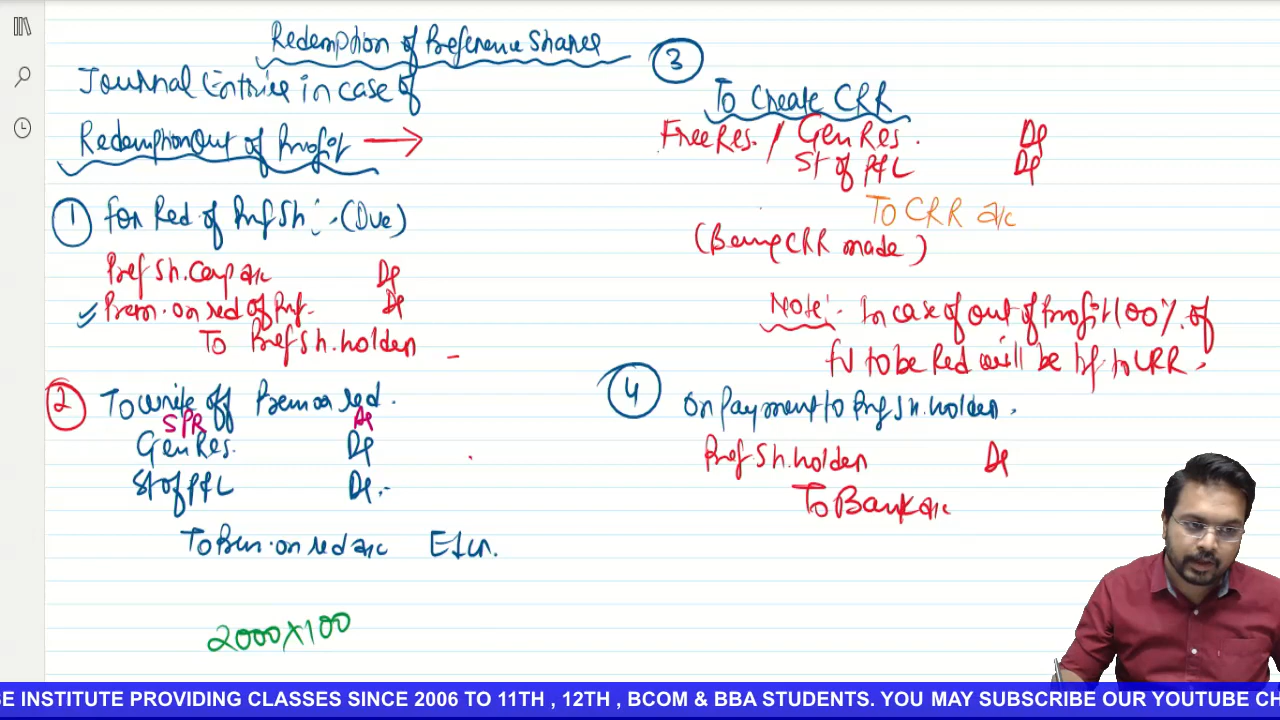 Redemption of Preference Shares
Journal Entries in case of
Redemption Out of Profit →
① for Red of Pref Sh :- (Due)
Pref Sh. Cap a/c Dr
Prem. on red of Prf. Dr
To Pref Sh. holders
② To write off Prem on red.
SPR Dr
Gen Res. Dr
St of P&L Dr.
To Prem. on red a/c
2000×100
③
To Create CRR
Free Res. / Gen Res. Dr
St of P&L Dr
To CRR a/c
(Being CRR made)
Note:- In case of out of Profit 100% of
fv to be Red will be tf to CRR.
④ On Payment to Pref Sh. holders.
Pref Sh. holders Dr
To Bank a/c
SE INSTITUTE PROVIDING CLASSES SINCE 2006 TO 11TH , 12TH , BCOM & BBA STUDENTS. YOU MAY SUBSCRIBE OUR YOUTUBE CH